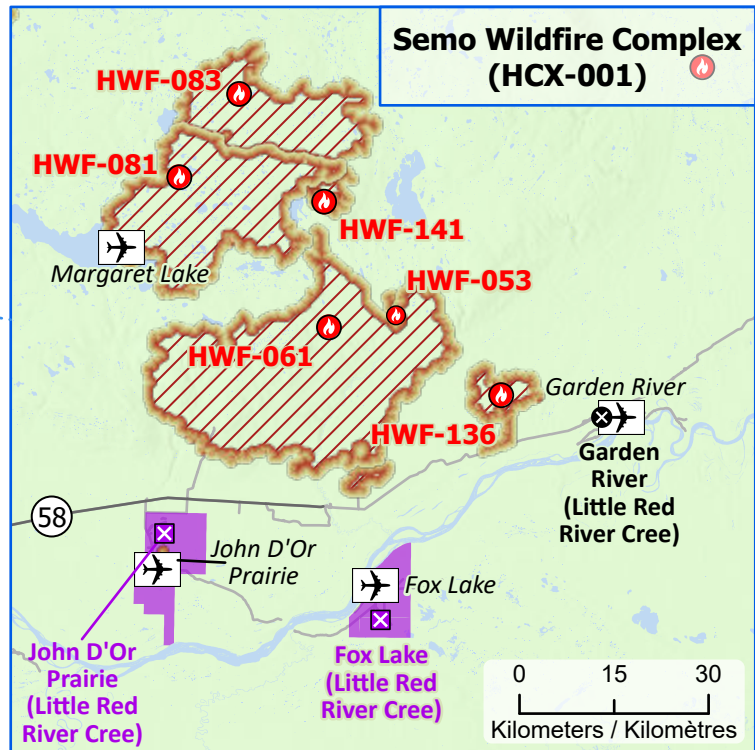 Semo Wildfire Complex
(HCX-001)
HWF-083
HWF-081
HWF-141
Margaret Lake
HWF-053
HWF-061
Garden River
HWF-136
Garden
River
(Little Red
River Cree)
58
John D'Or
Prairie
Fox Lake
John D'Or
Prairie
(Little Red
River Cree)
Fox Lake
(Little Red
River Cree)
0 15 30
Kilometers / Kilomètres